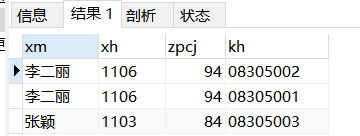 信息 结果 1 剖析 状态
xm xh zpcj kh
李二丽 1106 94 08305002
李二丽 1106 94 08305001
张颖 1103 84 08305003